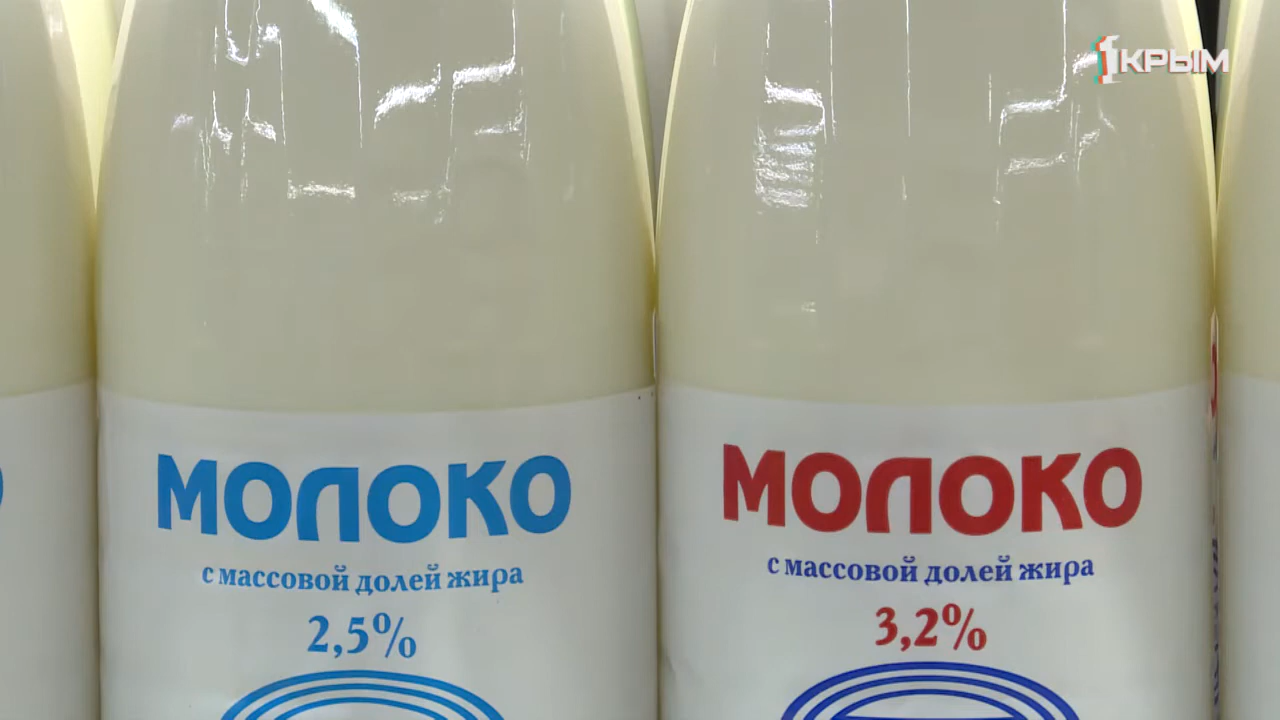 1КРЫМ
МОЛОКО
с массовой долей жира
2,5%
МОЛОКО
с массовой долей жира
3,2%